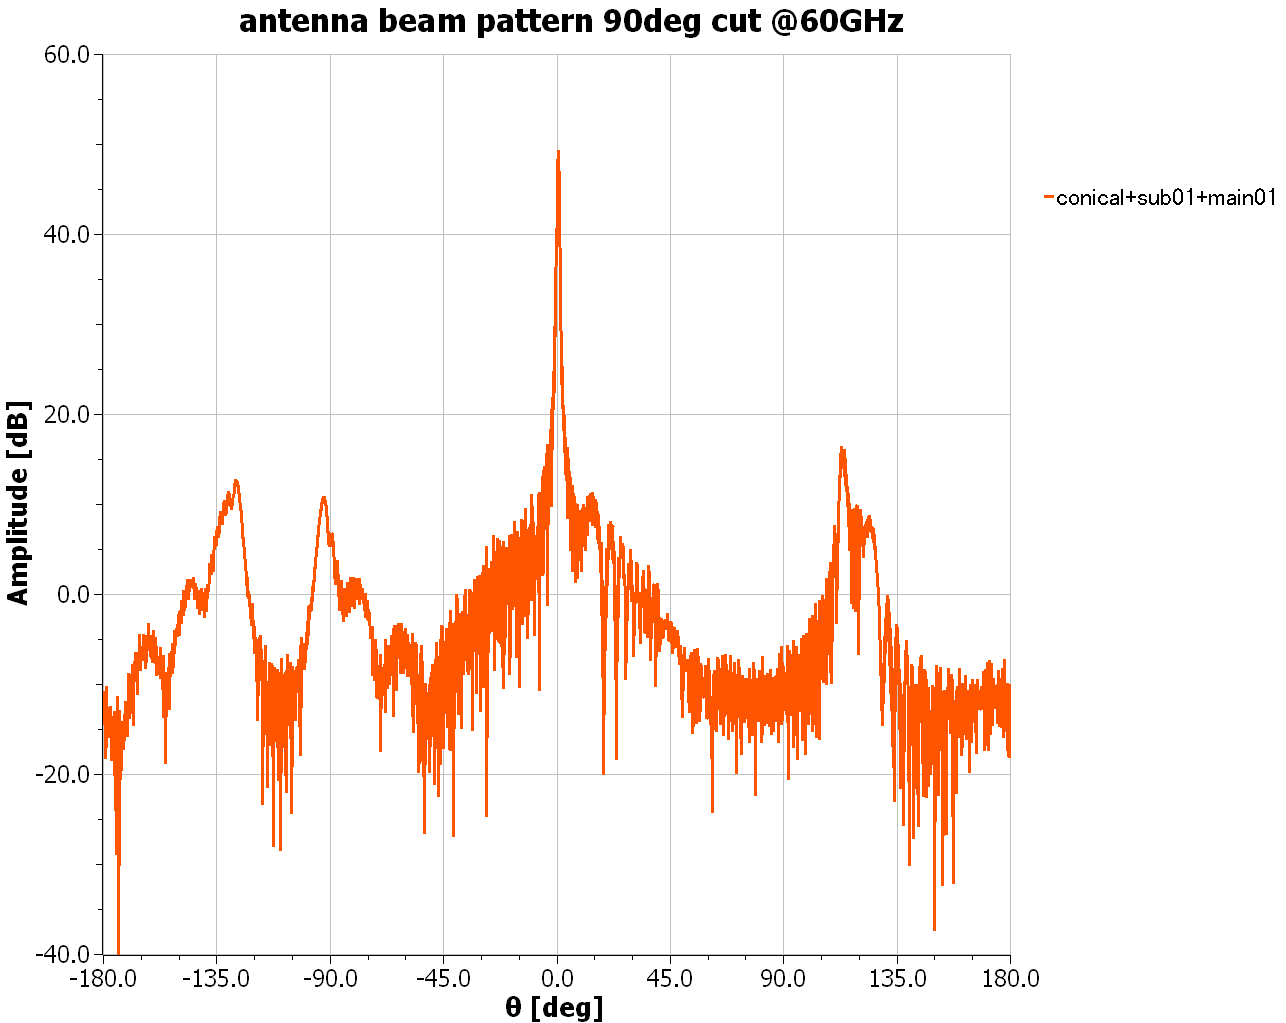 antenna beam pattern 90deg cut @60GHz
60.0
40.0
20.0
0.0
-20.0
-40.0
Amplitude [dB]
conical+sub01+main01
-180.0 -135.0 -90.0 -45.0 0.0 45.0 90.0 135.0 180.0
θ [deg]